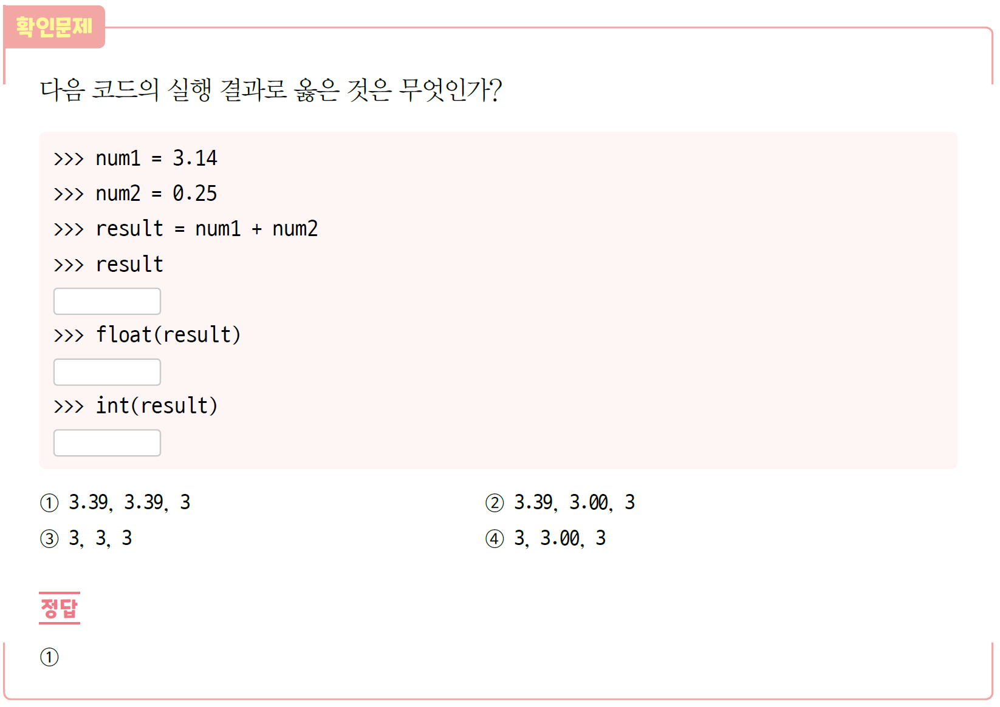 확인문제
다음 코드의 실행 결과로 옳은 것은 무엇인가?
>>> num1 = 3.14
>>> num2 = 0.25
>>> result = num1 + num2
>>> result
>>> float(result)
>>> int(result)
① 3.39, 3.39, 3
② 3.39, 3.00, 3
③ 3, 3, 3
④ 3, 3.00, 3
정답
①